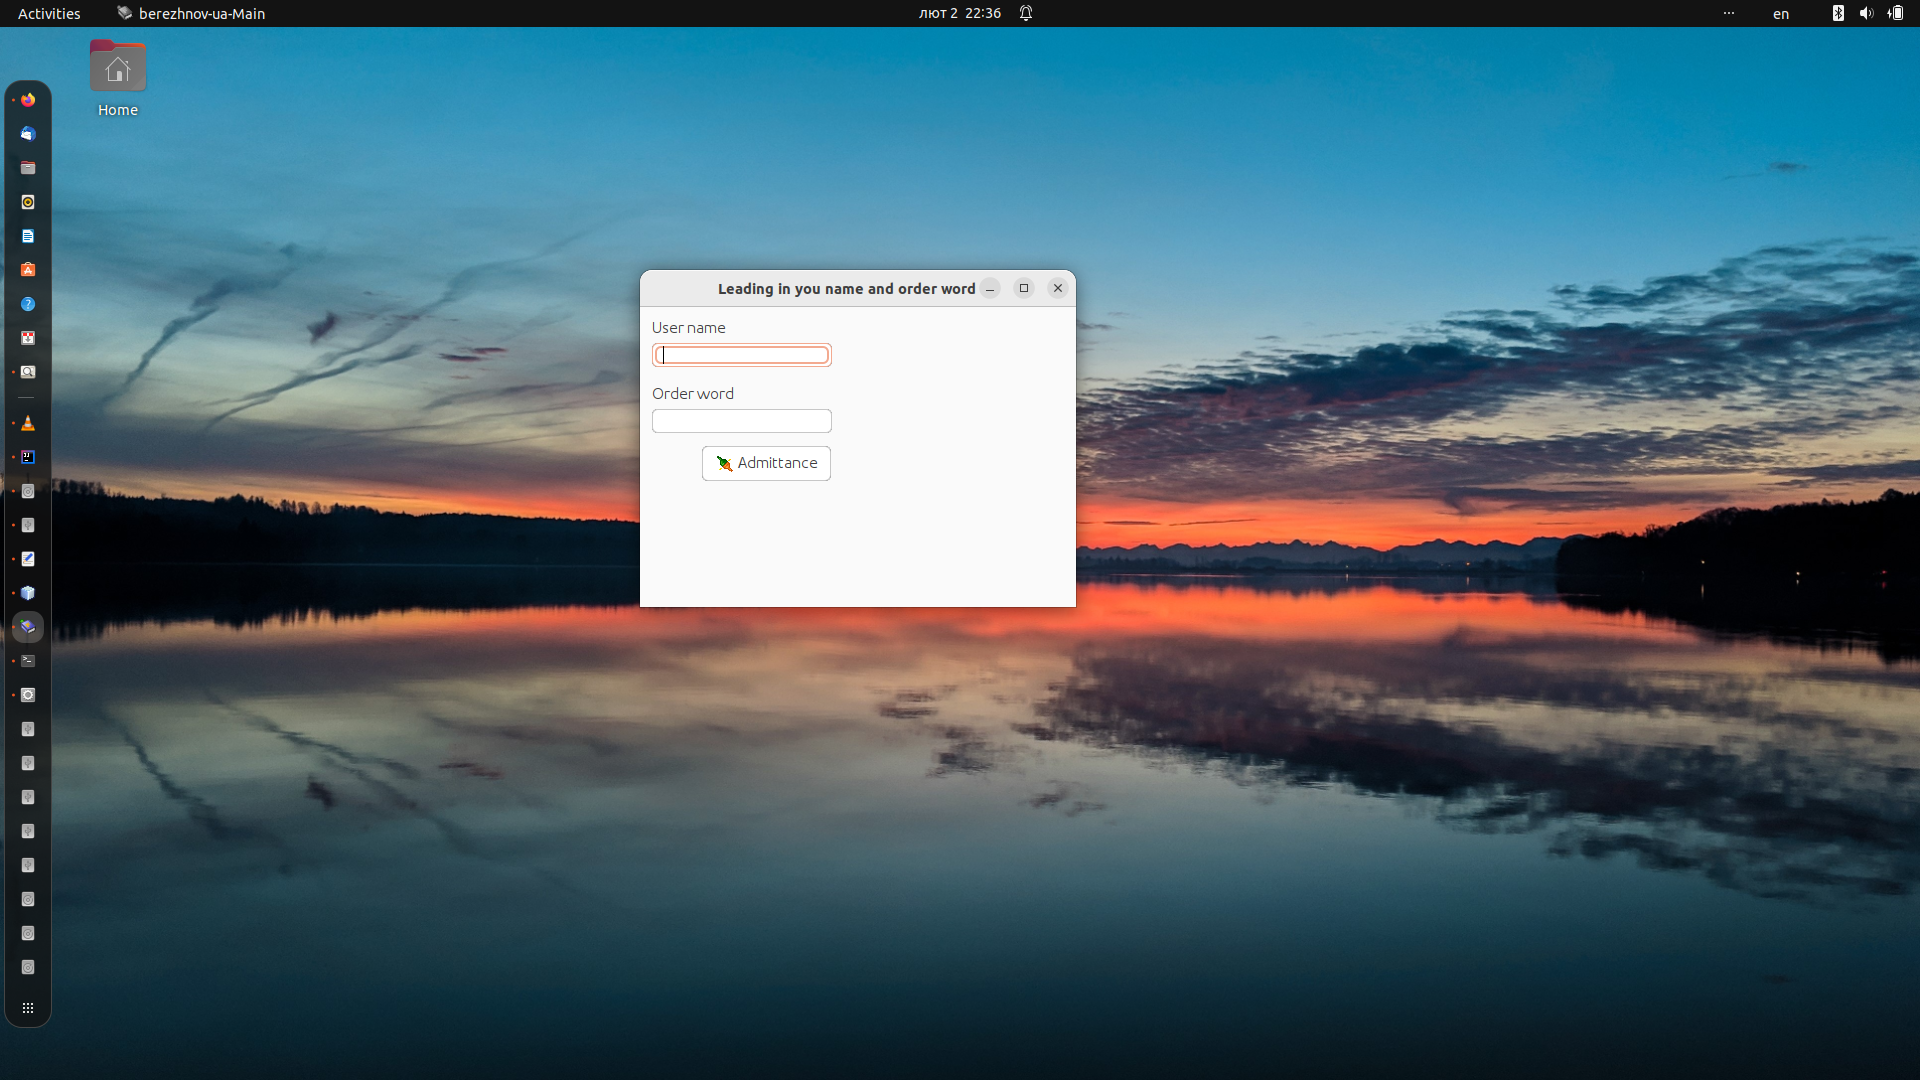 Activities
berezhnov-ua-Main
лют 2 22:36
en
Home
Leading in you name and order word
User name
Order word
Admittance